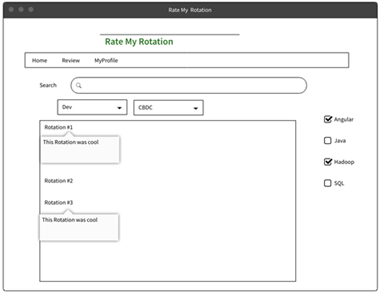 Rate My Rotation
Rate My Rotation
Home Review MyProfile
Search
Dev CBDC
Rotation #1
This Rotation was cool
Rotation #2
Rotation #3
This Rotation was cool
Angular
Java
Hadoop
SQL